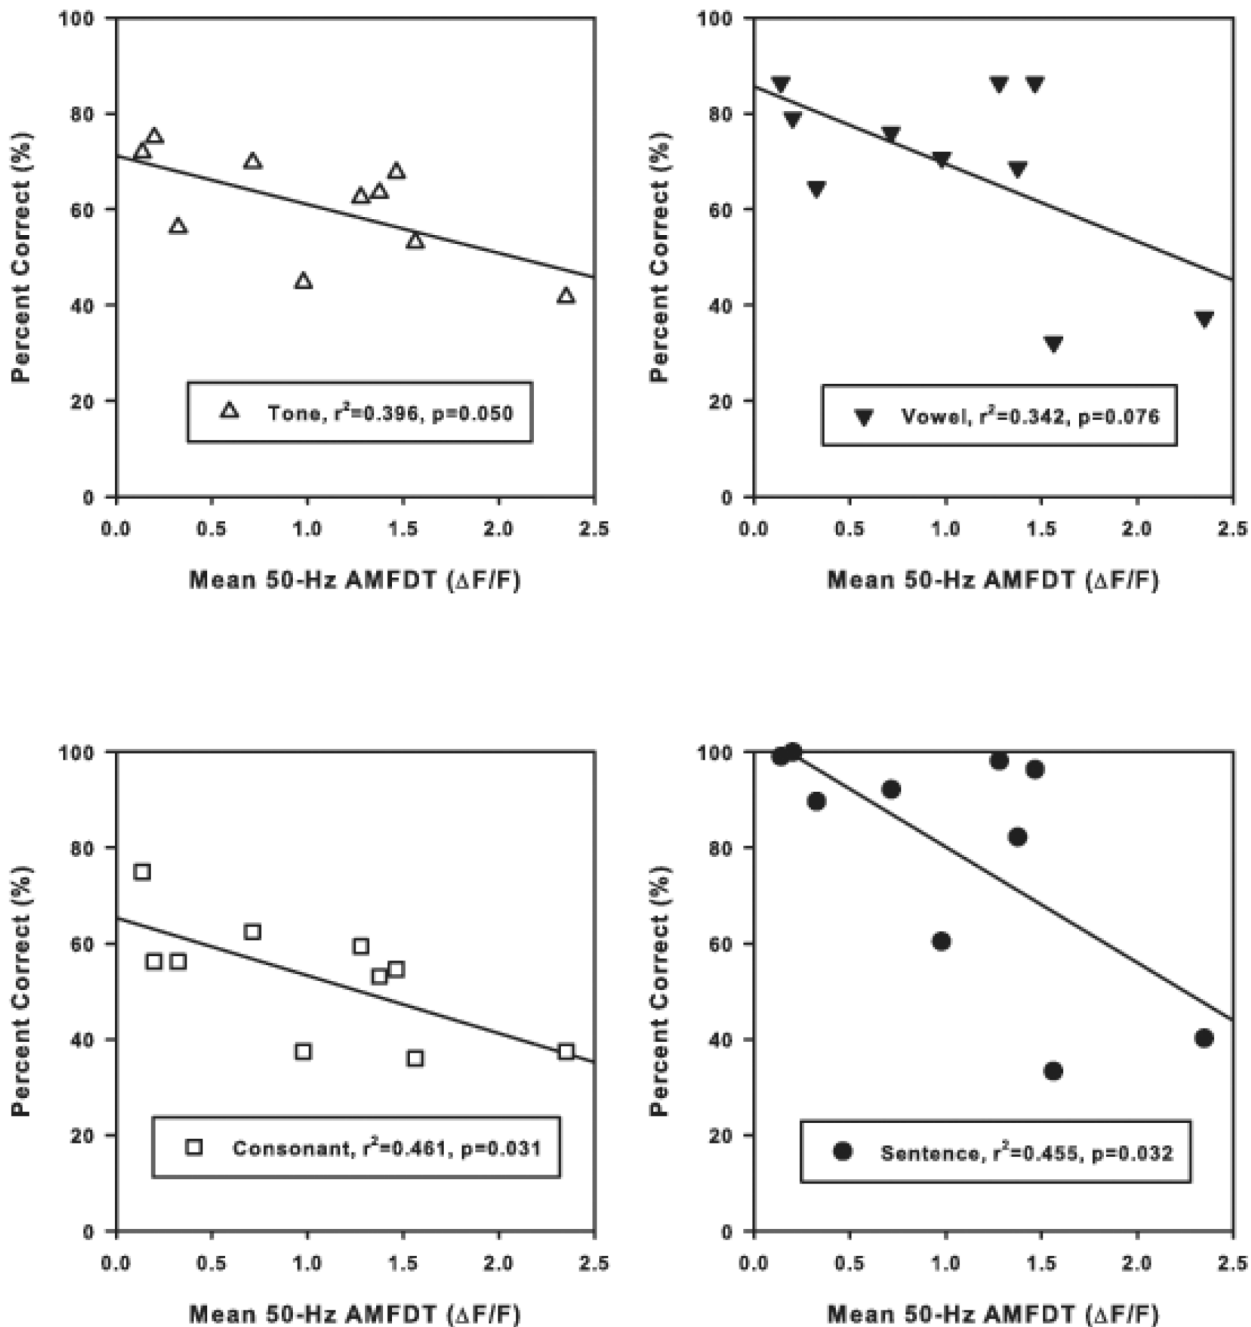 100
80
60
40
20
0
Percent Correct (%)
Tone, r²=0.396, p=0.050
0.0 0.5 1.0 1.5 2.0 2.5
Mean 50-Hz AMFDT (ΔF/F)
100
80
60
40
20
0
Percent Correct (%)
Vowel, r²=0.342, p=0.076
0.0 0.5 1.0 1.5 2.0 2.5
Mean 50-Hz AMFDT (ΔF/F)
100
80
60
40
20
0
Percent Correct (%)
Consonant, r²=0.461, p=0.031
0.0 0.5 1.0 1.5 2.0 2.5
Mean 50-Hz AMFDT (ΔF/F)
100
80
60
40
20
0
Percent Correct (%)
Sentence, r²=0.455, p=0.032
0.0 0.5 1.0 1.5 2.0 2.5
Mean 50-Hz AMFDT (ΔF/F)